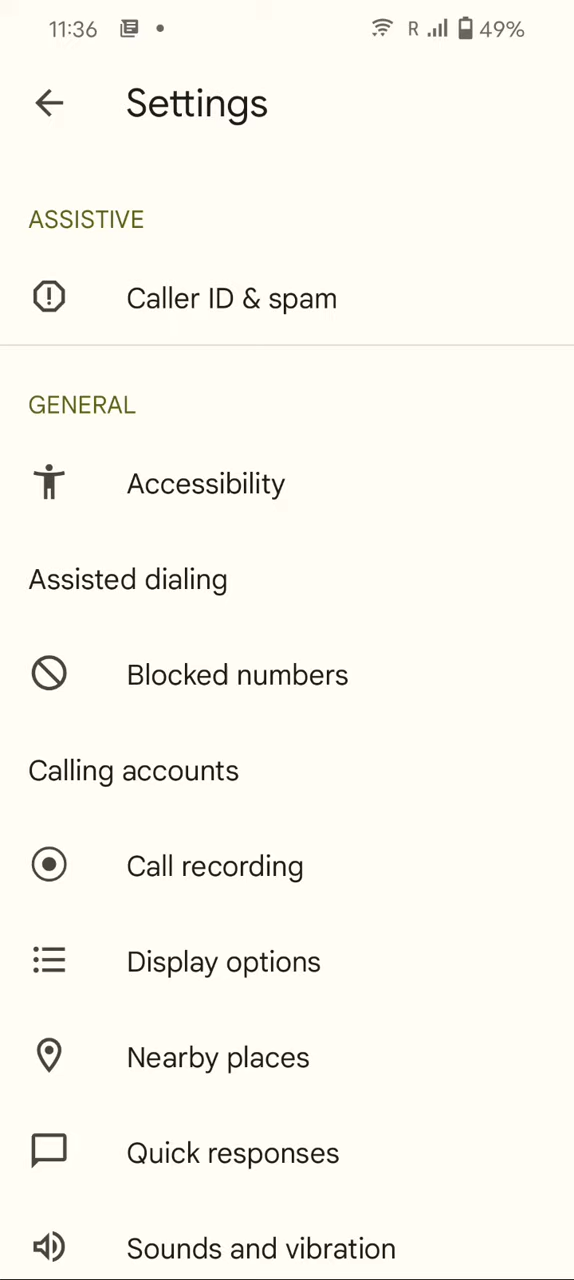 11:36 R 49%
Settings
ASSISTIVE
Caller ID & spam
GENERAL
Accessibility
Assisted dialing
Blocked numbers
Calling accounts
Call recording
Display options
Nearby places
Quick responses
Sounds and vibration